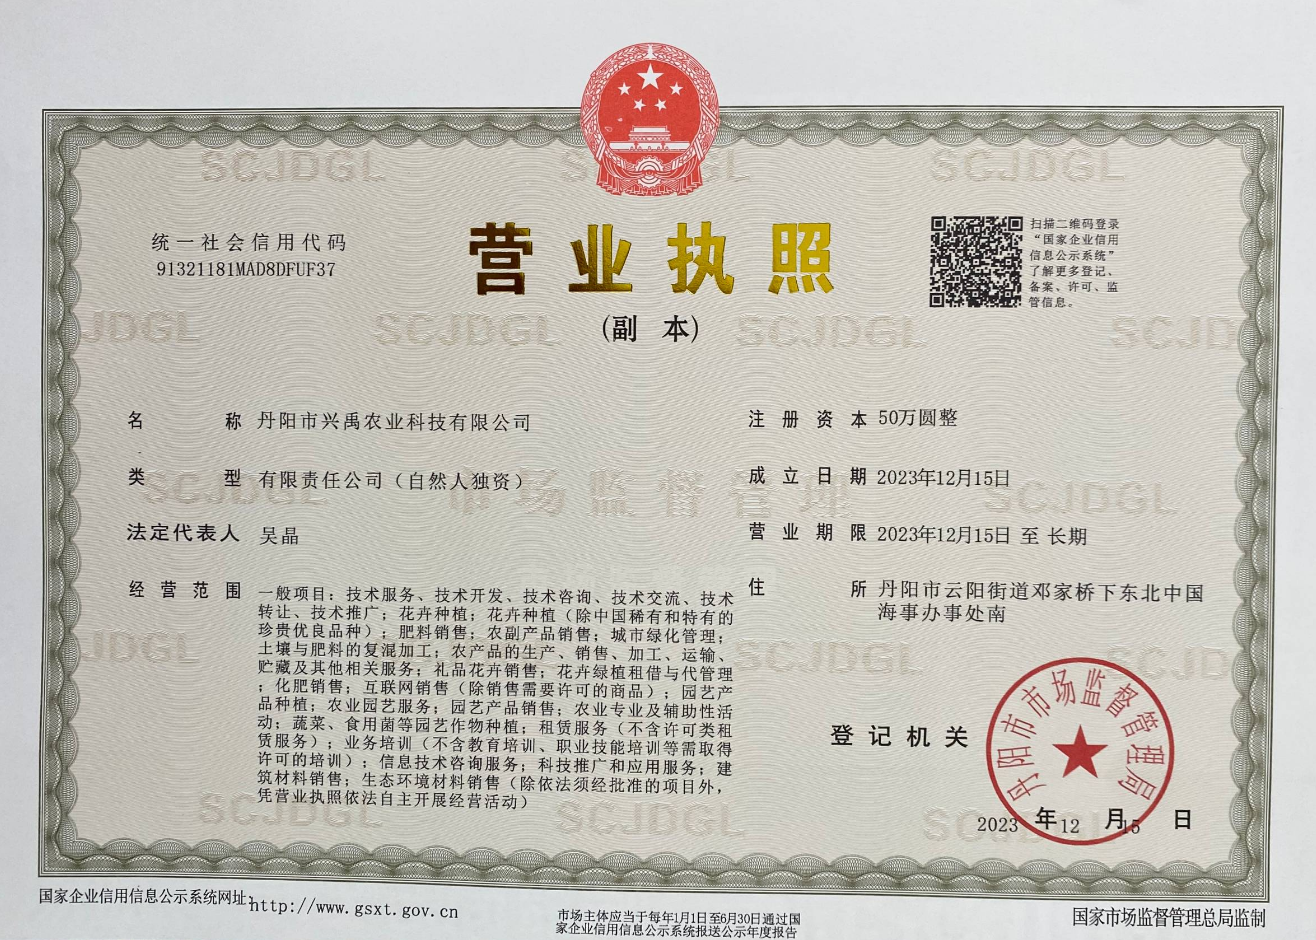 统一社会信用代码
91321181MAD8DFUF37
营业执照
(副 本)
扫描二维码登录
“国家企业信用
信息公示系统”
了解更多登记、
备案、许可、监
管信息。
名 称 丹阳市兴禹农业科技有限公司
类 型 有限责任公司（自然人独资）
法定代表人 吴晶
经营范围 一般项目：技术服务、技术开发、技术咨询、技术交流、技术
转让、技术推广；花卉种植；花卉种植（除中国稀有和特有的
珍贵优良品种）；肥料销售；农副产品销售；城市绿化管理；
土壤与肥料的复混加工；农产品的生产、销售、加工、运输、
贮藏及其他相关服务；礼品花卉销售；花卉绿植租借与代管理
；化肥销售；互联网销售（除销售需要许可的商品）；园艺产
品种植；农业园艺服务；园艺产品销售；农业专业及辅助性活
动；蔬菜、食用菌等园艺作物种植；租赁服务（不含许可类租
赁服务）；业务培训（不含教育培训、职业技能培训等需取得
许可的培训）；信息技术咨询服务；科技推广和应用服务；建
筑材料销售；生态环境材料销售（除依法须经批准的项目外，
凭营业执照依法自主开展经营活动）
注册资本 50万圆整
成立日期 2023年12月15日
营业期限 2023年12月15日 至 长期
住 所 丹阳市云阳街道邓家桥下东北中国
海事办事处南
登记机关
丹阳市市场监督管理局
2023 年 12 月 15 日
国家企业信用信息公示系统网址:http://www.gsxt.gov.cn
市场主体应当于每年1月1日至6月30日通过国
家企业信用信息公示系统报送公示年度报告
国家市场监督管理总局监制
SCJDGL
市场监督管理